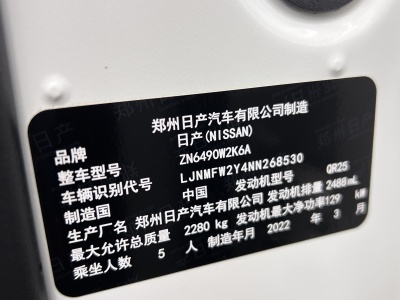 郑州日产汽车有限公司制造
品牌 日产(NISSAN)
整车型号 ZN6490W2K6A
车辆识别代号 LJNMFW2Y4NN268530
制造国 中国 发动机型号 QR25
生产厂名 郑州日产汽车有限公司 发动机排量 2488mL
最大允许总质量 2280 kg 发动机最大净功率129 kW
乘坐人数 5 人 制造年月 2022 年 3 月